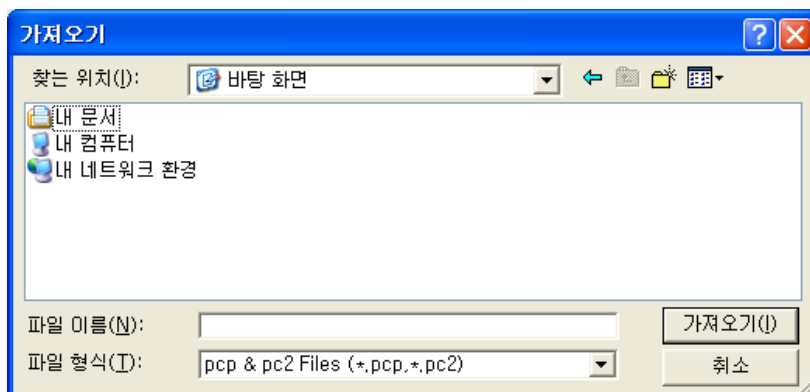 가져오기
찾는 위치(I):
바탕 화면
내 문서
내 컴퓨터
내 네트워크 환경
파일 이름(N):
가져오기(I)
파일 형식(T):
pcp & pc2 Files (*.pcp,*.pc2)
취소